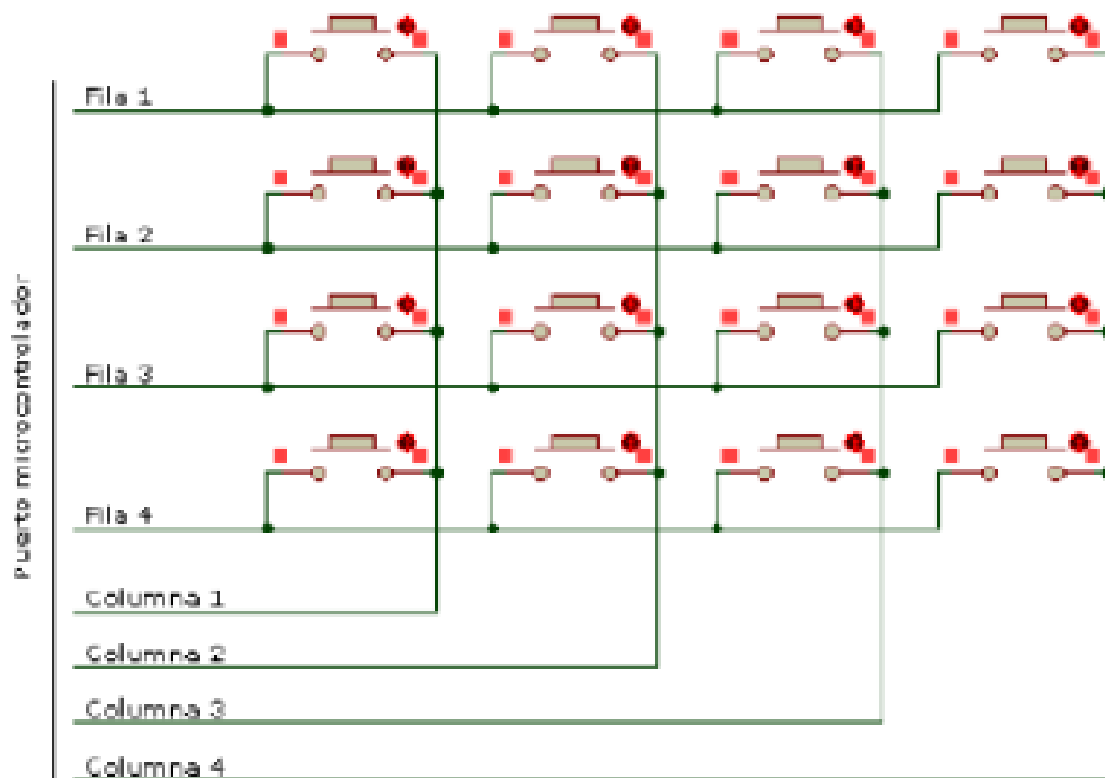 Fila 1
Fila 2
Puerto microcontrolador
Fila 3
Fila 4
Columna 1
Columna 2
Columna 3
Columna 4